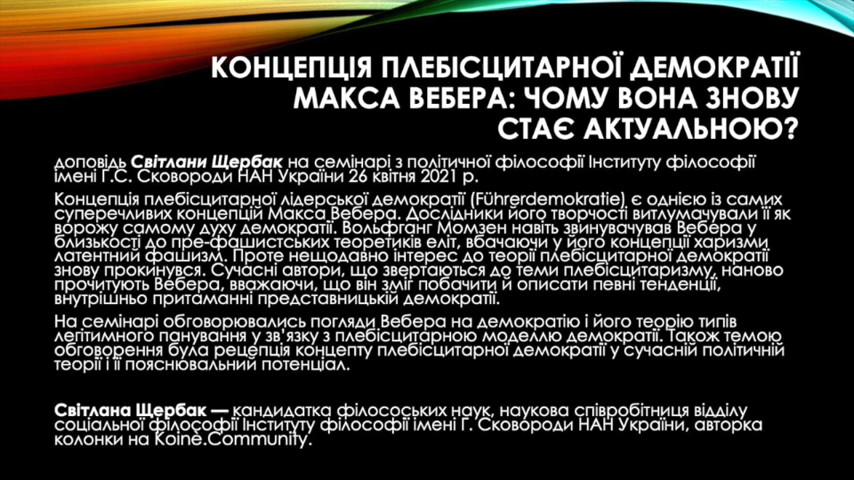 КОНЦЕПЦІЯ ПЛЕБІСЦИТАРНОЇ ДЕМОКРАТІЇ
МАКСА ВЕБЕРА: ЧОМУ ВОНА ЗНОВУ
СТАЄ АКТУАЛЬНОЮ?
доповідь Світлани Щербак на семінарі з політичної філософії Інституту філософії
імені Г.С. Сковороди НАН України 26 квітня 2021 р.
Концепція плебісцитарної лідерської демократії (Führerdemokratie) є однією із самих
суперечливих концепцій Макса Вебера. Дослідники його творчості витлумачували її як
ворожу самому духу демократії. Вольфганг Момзен навіть звинувачував Вебера у
близькості до пре-фашистських теоретиків еліт, вбачаючи у його концепції харизми
латентний фашизм. Проте нещодавно інтерес до теорії плебісцитарної демократії
знову прокинувся. Сучасні автори, що звертаються до теми плебісцитаризму, наново
прочитують Вебера, вважаючи, що він зміг побачити й описати певні тенденції,
внутрішньо притаманні представницькій демократії.
На семінарі обговорювались погляди Вебера на демократію і його теорію типів
легітимного панування у зв'язку з плебісцитарною моделлю демократії. Також темою
обговорення була рецепція концепту плебісцитарної демократії у сучасній політичній
теорії і її пояснювальний потенціал.
Світлана Щербак — кандидатка філосоських наук, наукова співробітниця відділу
соціальної філософії Інституту філософії імені Г. Сковороди НАН України, авторка
колонки на Koinè.Community.